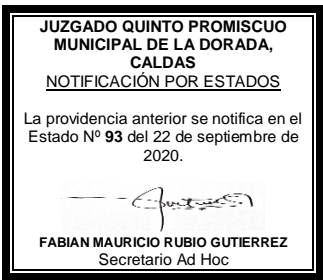 JUZGADO QUINTO PROMISCUO
MUNICIPAL DE LA DORADA,
CALDAS
NOTIFICACIÓN POR ESTADOS
La providencia anterior se notifica en el
Estado Nº 93 del 22 de septiembre de
2020.
FABIAN MAURICIO RUBIO GUTIERREZ
Secretario Ad Hoc